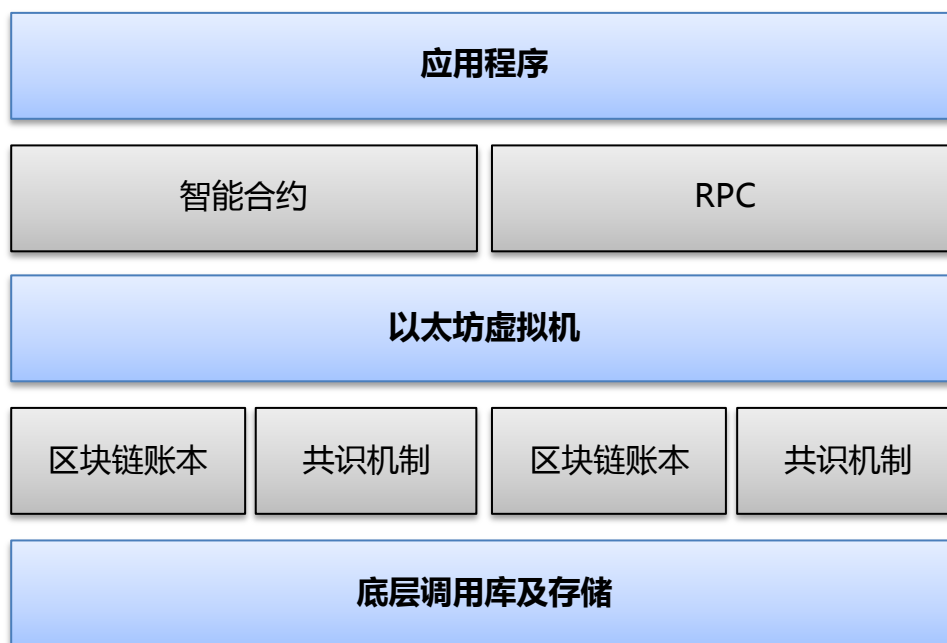 应用程序
智能合约
RPC
以太坊虚拟机
区块链账本
共识机制
区块链账本
共识机制
底层调用库及存储